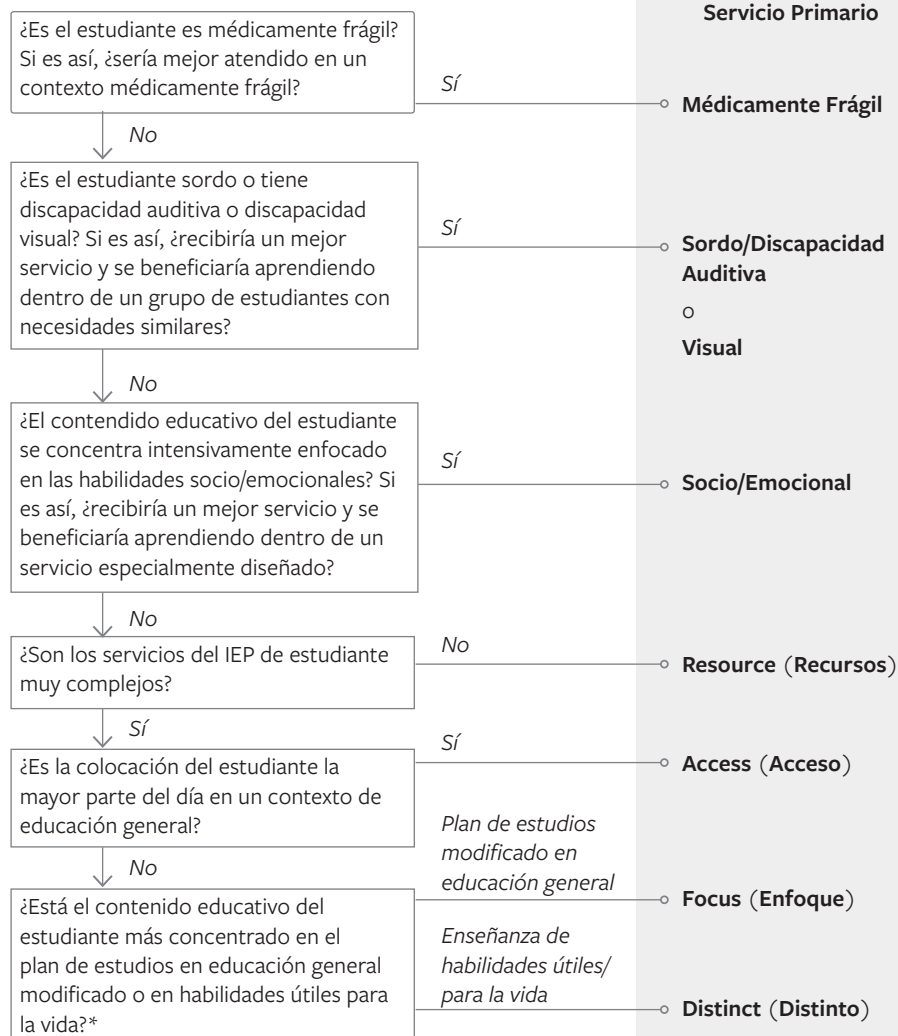 Servicio Primario
¿Es el estudiante es médicamente frágil?
Si es así, ¿sería mejor atendido en un
contexto médicamente frágil?
Sí
Médicamente Frágil
No
¿Es el estudiante sordo o tiene
discapacidad auditiva o discapacidad
visual? Si es así, ¿recibiría un mejor
servicio y se beneficiaría aprendiendo
dentro de un grupo de estudiantes con
necesidades similares?
Sí
Sordo/Discapacidad
Auditiva
o
Visual
No
¿El contendido educativo del estudiante
se concentra intensivamente enfocado
en las habilidades socio/emocionales? Si
es así, ¿recibiría un mejor servicio y se
beneficiaría aprendiendo dentro de un
servicio especialmente diseñado?
Sí
Socio/Emocional
No
¿Son los servicios del IEP de estudiante
muy complejos?
No
Resource (Recursos)
Sí
¿Es la colocación del estudiante la
mayor parte del día en un contexto de
educación general?
Sí
Access (Acceso)
No
¿Está el contenido educativo del
estudiante más concentrado en el
plan de estudios en educación general
modificado o en habilidades útiles para
la vida?*
Plan de estudios
modificado en
educación general
Focus (Enfoque)
Enseñanza de
habilidades útiles/
para la vida
Distinct (Distinto)